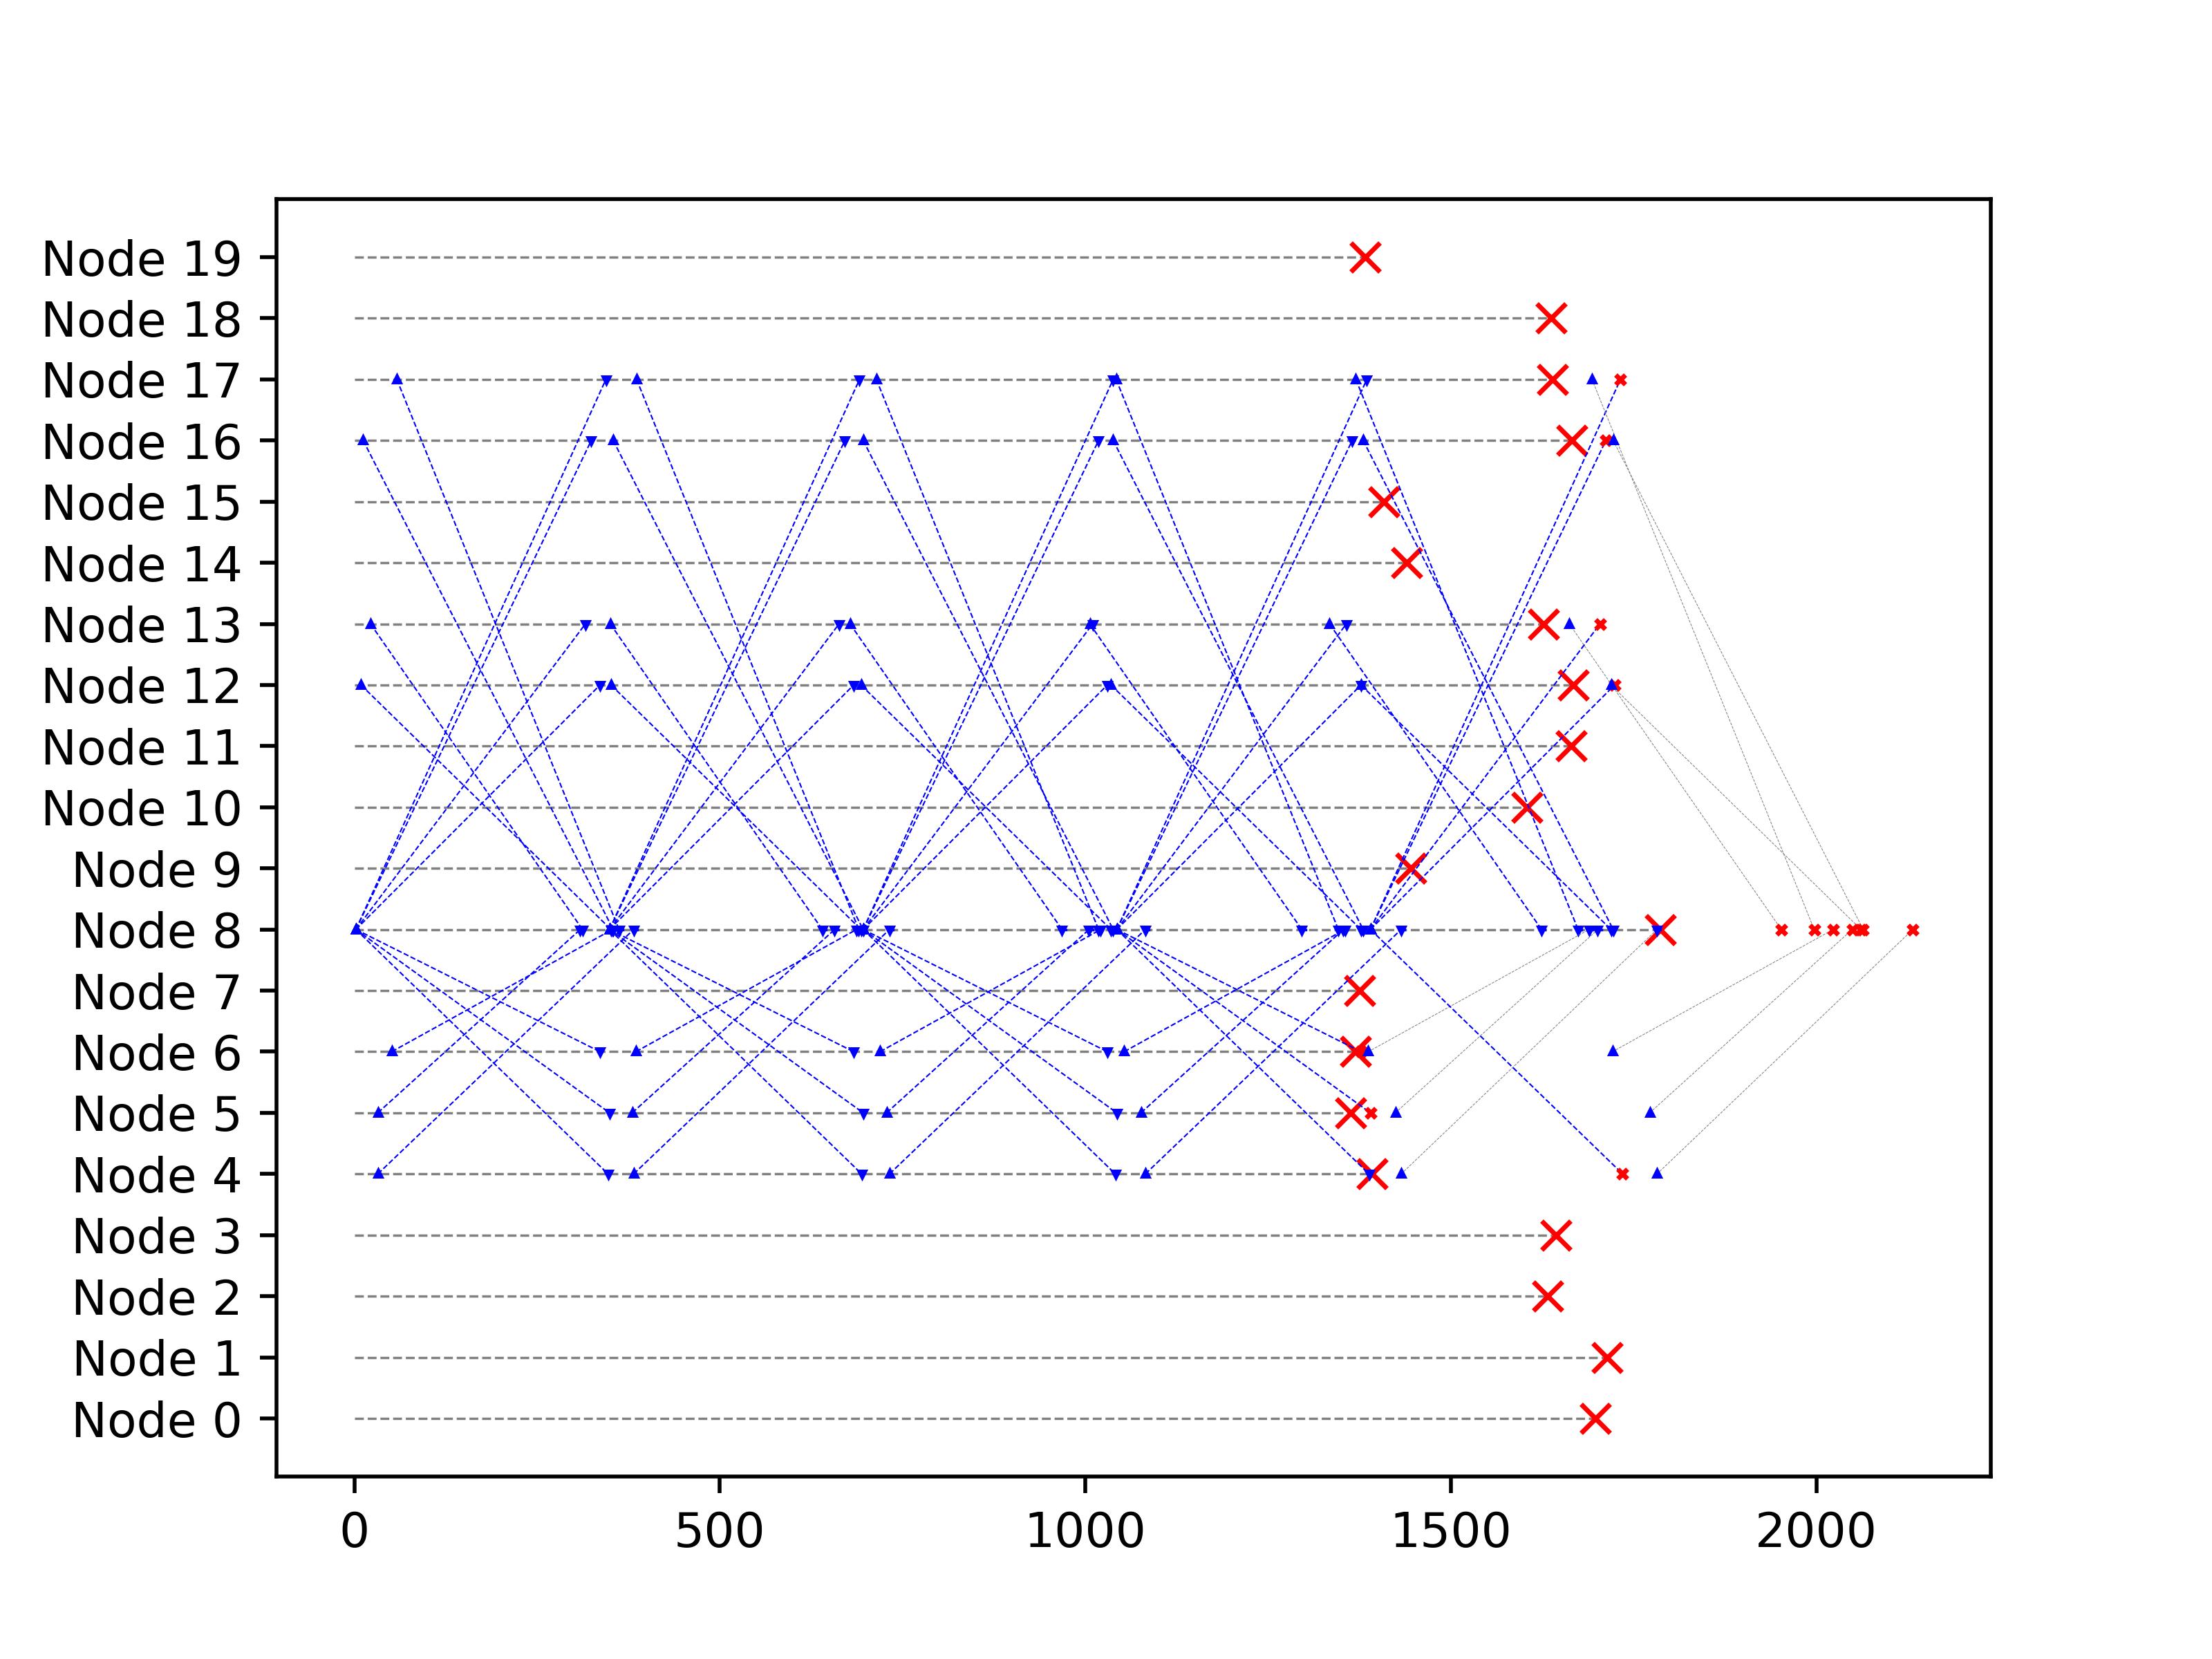 Node 19
Node 18
Node 17
Node 16
Node 15
Node 14
Node 13
Node 12
Node 11
Node 10
Node 9
Node 8
Node 7
Node 6
Node 5
Node 4
Node 3
Node 2
Node 1
Node 0
0 500 1000 1500 2000